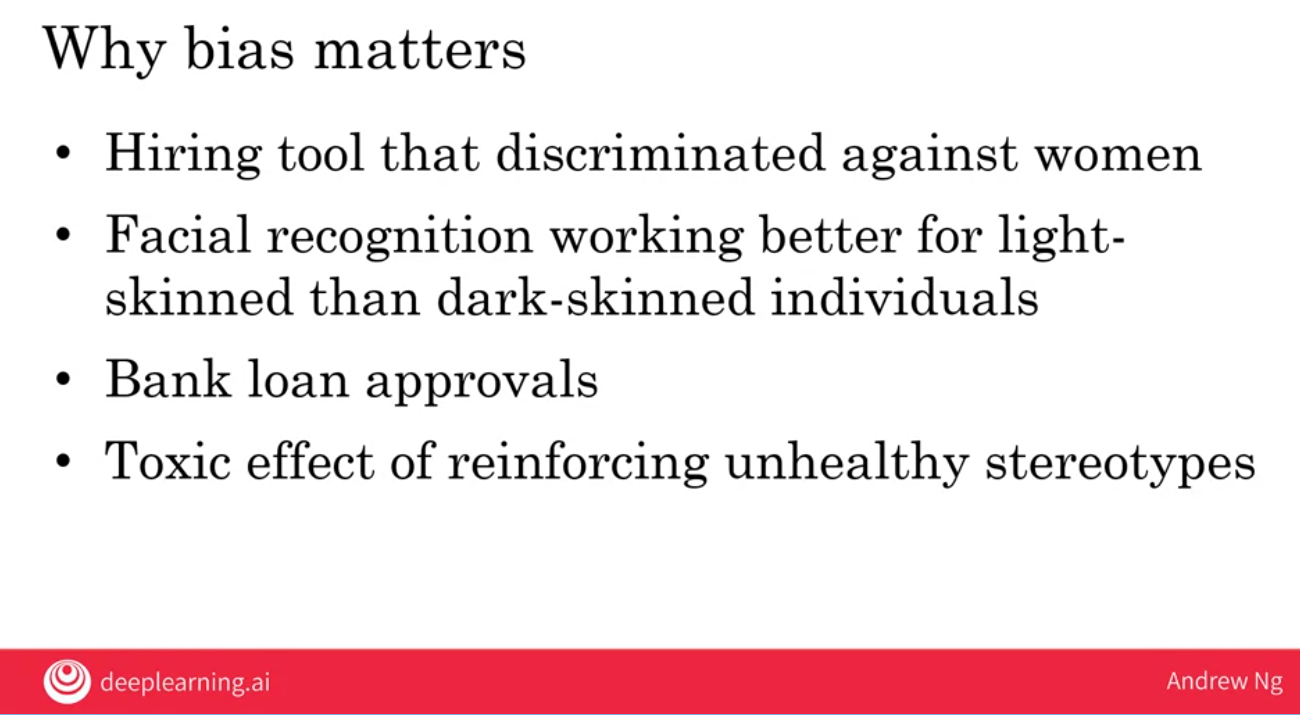 Why bias matters
• Hiring tool that discriminated against women
• Facial recognition working better for light-
skinned than dark-skinned individuals
• Bank loan approvals
• Toxic effect of reinforcing unhealthy stereotypes
deeplearning.ai
Andrew Ng